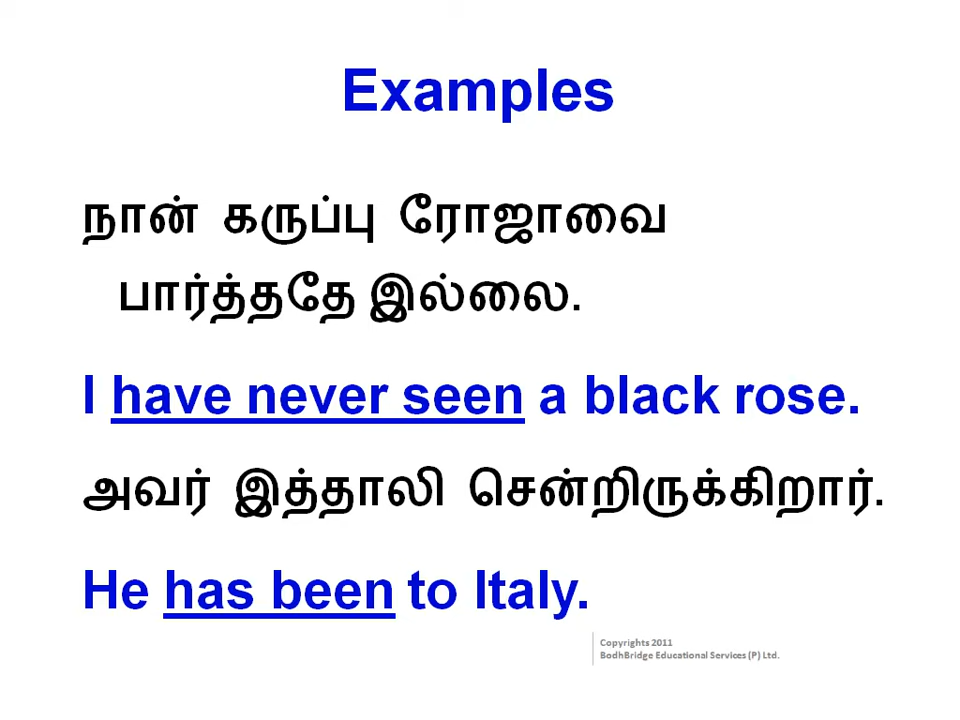 Examples
நான் கருப்பு ரோஜாவை
பார்த்ததே இல்லை.
I have never seen a black rose.
அவர் இத்தாலி சென்றிருக்கிறார்.
He has been to Italy.
Copyrights 2011
BodhBridge Educational Services (P) Ltd.